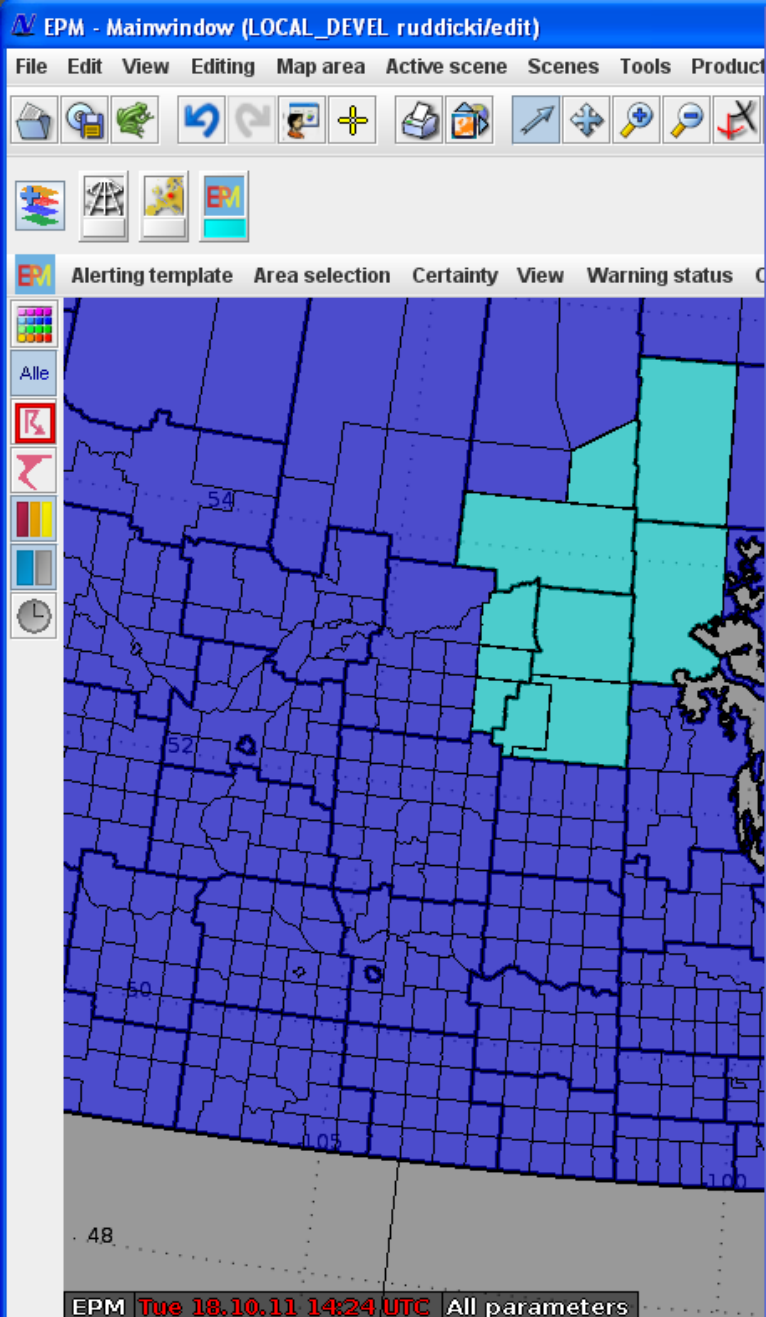 EPM - Mainwindow (LOCAL_DEVEL ruddicki/edit)
File Edit View Editing Map area Active scene Scenes Tools Product
EPM
EPM Alerting template Area selection Certainty View Warning status
Alle
54
52
50
105
100
48
EPM Tue 18.10.11 14:24 UTC All parameters